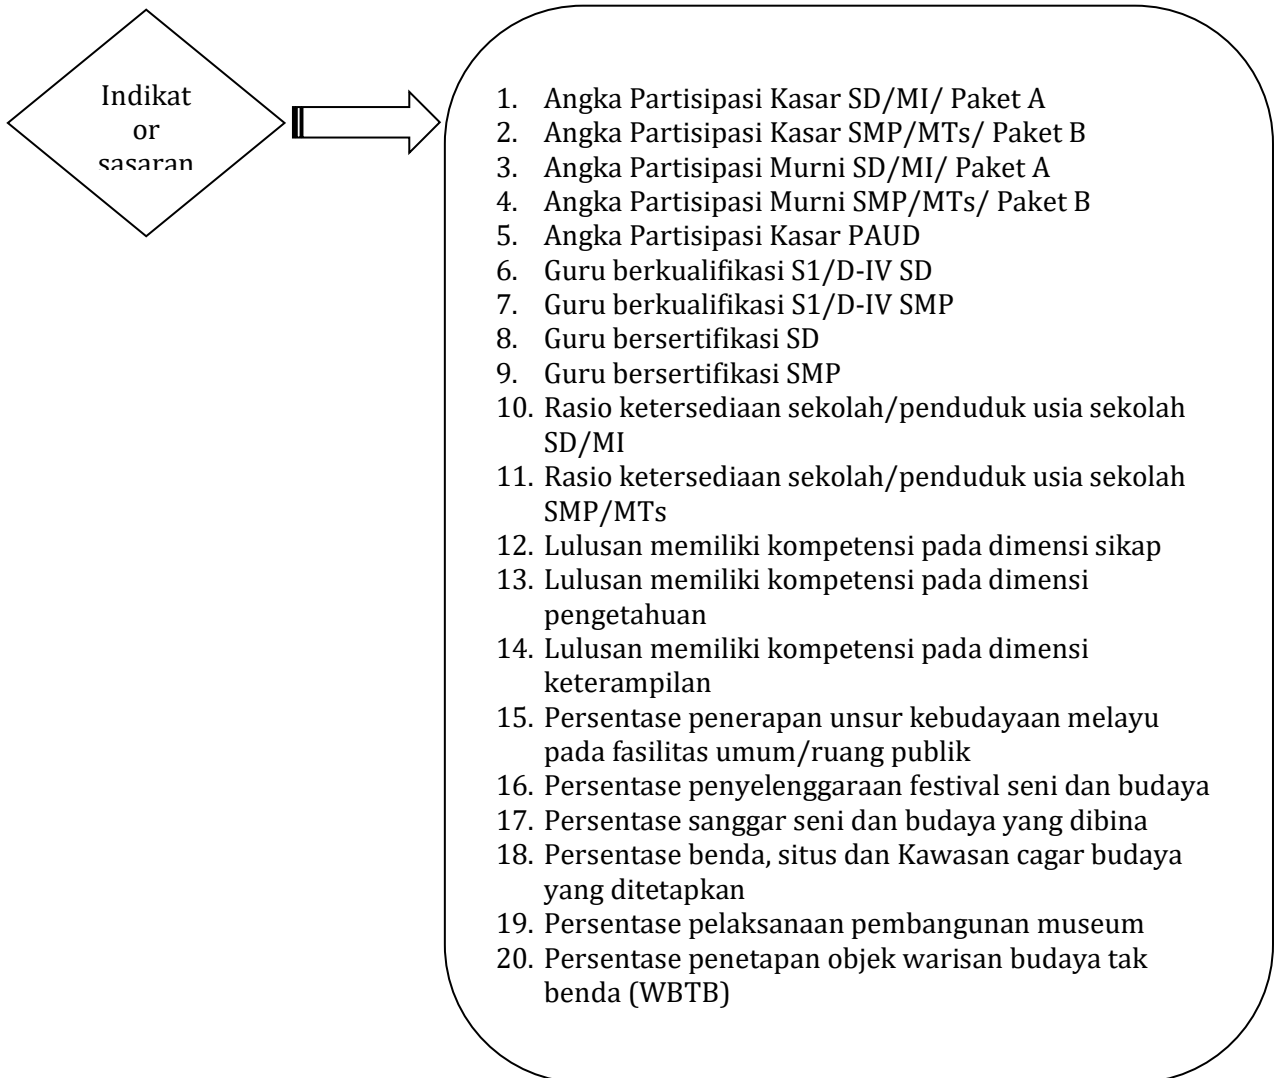 Indikat
or
sasaran
1. Angka Partisipasi Kasar SD/MI/ Paket A
2. Angka Partisipasi Kasar SMP/MTs/ Paket B
3. Angka Partisipasi Murni SD/MI/ Paket A
4. Angka Partisipasi Murni SMP/MTs/ Paket B
5. Angka Partisipasi Kasar PAUD
6. Guru berkualifikasi S1/D-IV SD
7. Guru berkualifikasi S1/D-IV SMP
8. Guru bersertifikasi SD
9. Guru bersertifikasi SMP
10. Rasio ketersediaan sekolah/penduduk usia sekolah
SD/MI
11. Rasio ketersediaan sekolah/penduduk usia sekolah
SMP/MTs
12. Lulusan memiliki kompetensi pada dimensi sikap
13. Lulusan memiliki kompetensi pada dimensi
pengetahuan
14. Lulusan memiliki kompetensi pada dimensi
keterampilan
15. Persentase penerapan unsur kebudayaan melayu
pada fasilitas umum/ruang publik
16. Persentase penyelenggaraan festival seni dan budaya
17. Persentase sanggar seni dan budaya yang dibina
18. Persentase benda, situs dan Kawasan cagar budaya
yang ditetapkan
19. Persentase pelaksanaan pembangunan museum
20. Persentase penetapan objek warisan budaya tak
benda (WBTB)